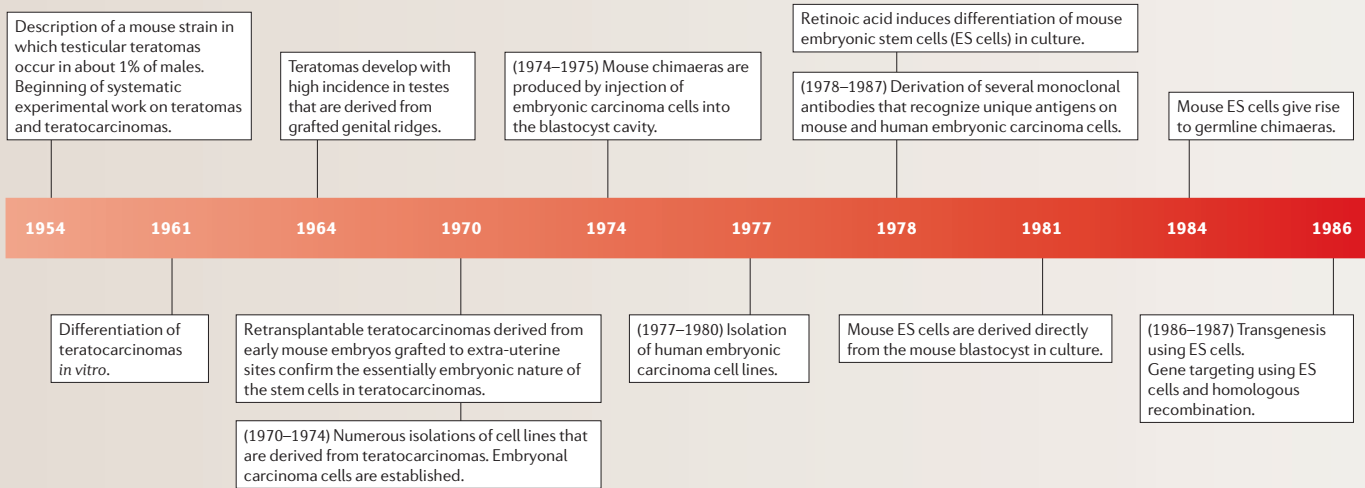 Description of a mouse strain in
which testicular teratomas
occur in about 1% of males.
Beginning of systematic
experimental work on teratomas
and teratocarcinomas.
Teratomas develop with
high incidence in testes
that are derived from
grafted genital ridges.
(1974–1975) Mouse chimaeras are
produced by injection of
embryonic carcinoma cells into
the blastocyst cavity.
Retinoic acid induces differentiation of mouse
embryonic stem cells (ES cells) in culture.
(1978–1987) Derivation of several monoclonal
antibodies that recognize unique antigens on
mouse and human embryonic carcinoma cells.
Mouse ES cells give rise
to germline chimaeras.
1954 1961 1964 1970 1974 1977 1978 1981 1984 1986
Differentiation of
teratocarcinomas
in vitro.
Retransplantable teratocarcinomas derived from
early mouse embryos grafted to extra-uterine
sites confirm the essentially embryonic nature of
the stem cells in teratocarcinomas.
(1970–1974) Numerous isolations of cell lines that
are derived from teratocarcinomas. Embryonal
carcinoma cells are established.
(1977–1980) Isolation
of human embryonic
carcinoma cell lines.
Mouse ES cells are derived directly
from the mouse blastocyst in culture.
(1986–1987) Transgenesis
using ES cells.
Gene targeting using ES
cells and homologous
recombination.